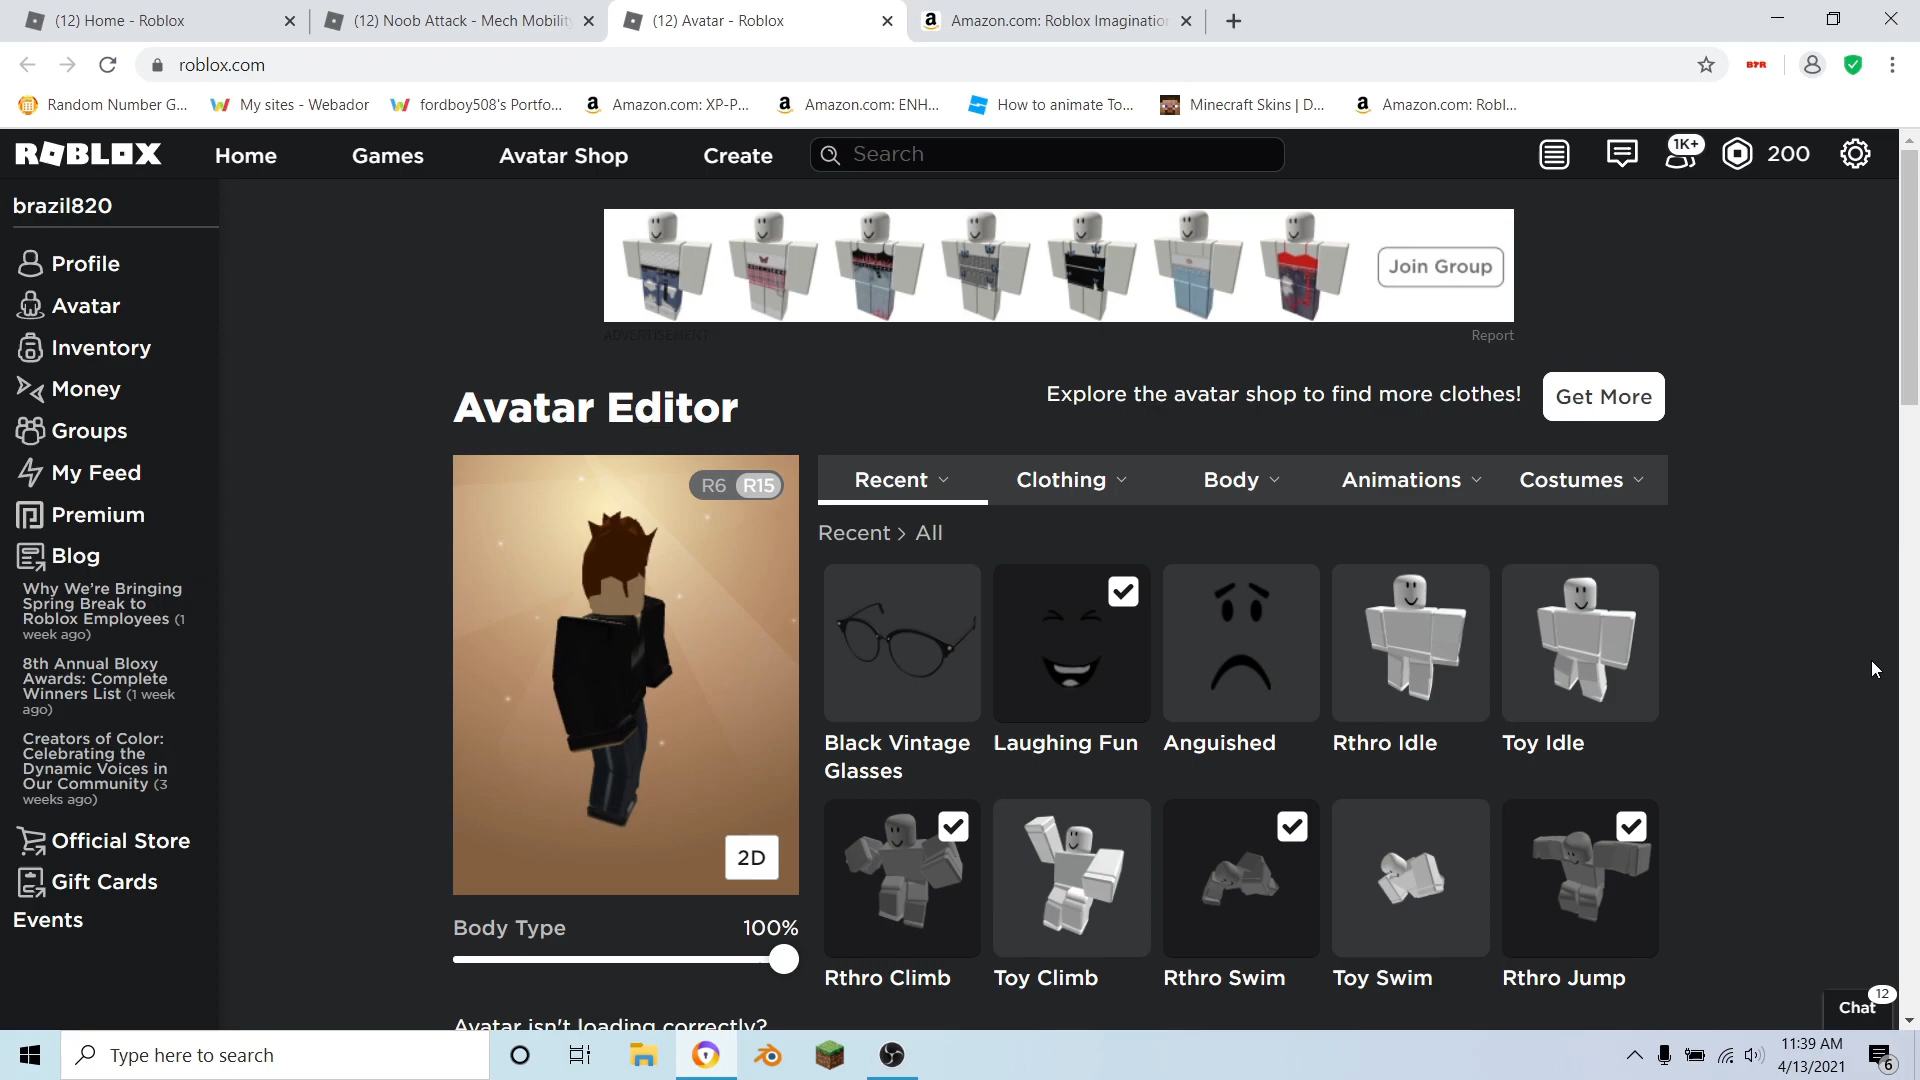 (12) Home - Roblox
(12) Noob Attack - Mech Mobility
(12) Avatar - Roblox
Amazon.com: Roblox Imagination
roblox.com
BTR
Random Number G...
My sites - Webador
fordboy508's Portfo...
Amazon.com: XP-P...
Amazon.com: ENH...
How to animate To...
Minecraft Skins | D...
Amazon.com: Robl...
ROBLOX
Home
Games
Avatar Shop
Create
Search
1K+
200
brazil820
Profile
Avatar
Inventory
Money
Groups
My Feed
Premium
Blog
Why We're Bringing
Spring Break to
Roblox Employees (1
week ago)
8th Annual Bloxy
Awards: Complete
Winners List (1 week
ago)
Creators of Color:
Celebrating the
Dynamic Voices in
Our Community (3
weeks ago)
Official Store
Gift Cards
Events
Join Group
ADVERTISEMENT
Report
Avatar Editor
Explore the avatar shop to find more clothes!
Get More
R6 R15
2D
Body Type 100%
Avatar isn't loading correctly?
Recent
Clothing
Body
Animations
Costumes
Recent > All
Black Vintage
Glasses
Laughing Fun
Anguished
Rthro Idle
Toy Idle
Rthro Climb
Toy Climb
Rthro Swim
Toy Swim
Rthro Jump
Chat
12
Type here to search
11:39 AM
4/13/2021
6